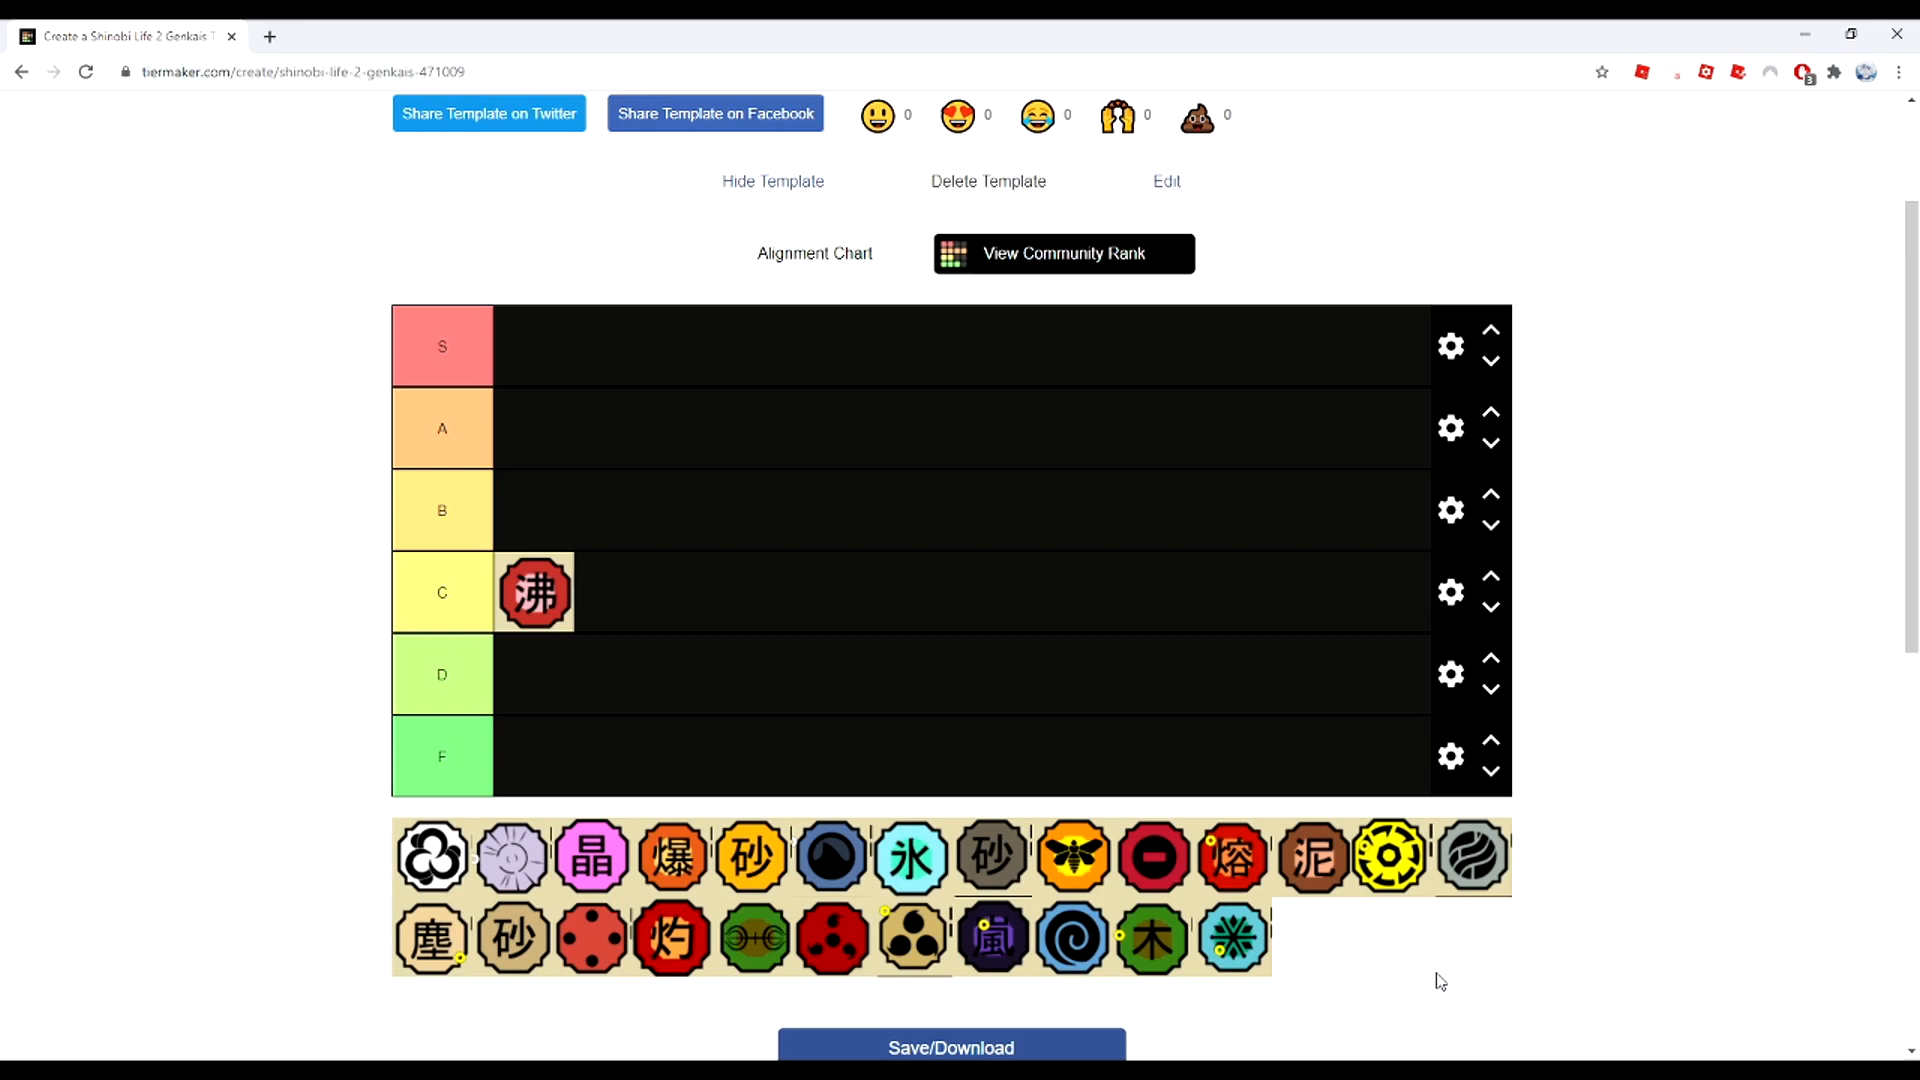 Create a Shinobi Life 2 Genkais T
tiermaker.com/create/shinobi-life-2-genkais-471009
3
Share Template on Twitter
Share Template on Facebook
0
0
0
0
0
Hide Template
Delete Template
Edit
Alignment Chart
View Community Rank
S
A
B
C
沸
D
F
晶 爆 砂 氷 砂 熔 泥
塵 砂 灼 嵐 木
Save/Download